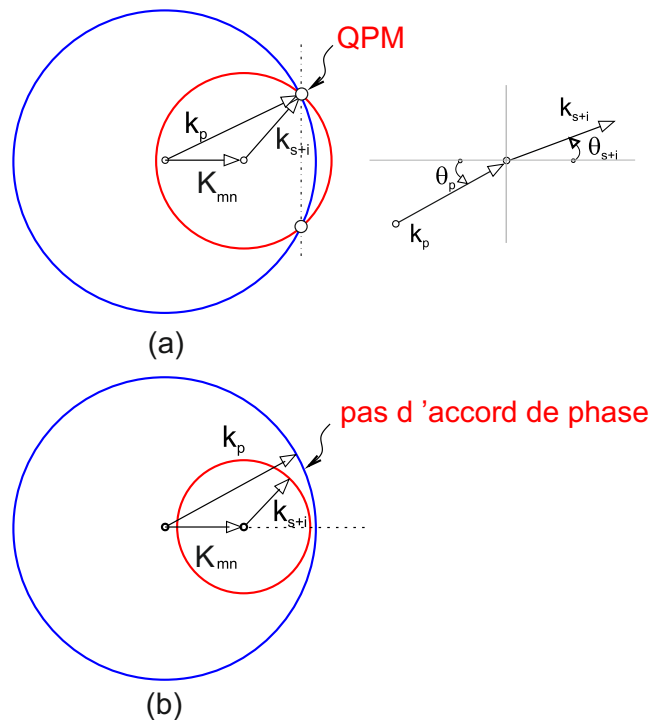 QPM
k_p
k_s+i
K_mn
k_s+i
θ_s+i
θ_p
k_p
(a)
pas d ’accord de phase
k_p
k_s+i
K_mn
(b)